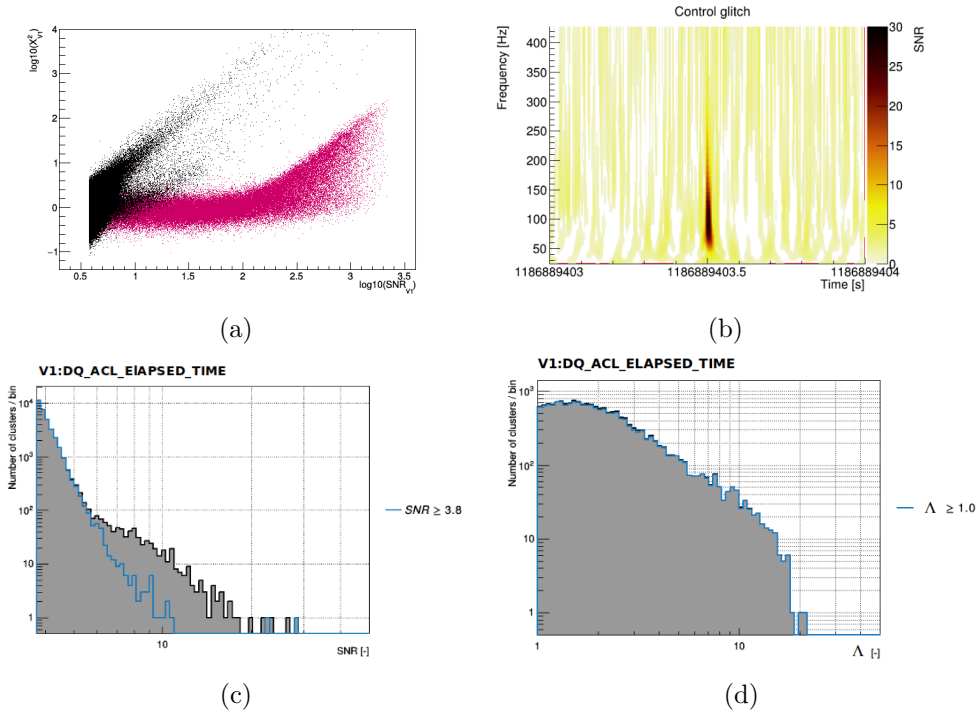 log10(X²V1)
4
3
2
1
0
−1
0.5 1 1.5 2 2.5 3 3.5
log10(SNRV1)
(a)
Control glitch
Frequency [Hz]
400
350
300
250
200
150
100
50
1186889403 1186889403.5 1186889404
Time [s]
30
25
20
15
10
5
0
SNR
(b)
V1:DQ_ACL_ElAPSED_TIME
Number of clusters / bin
10⁴
10³
10²
10
1
10
SNR [-]
SNR ≥ 3.8
(c)
V1:DQ_ACL_ELAPSED_TIME
Number of clusters / bin
10³
10²
10
1
1 10
Λ [-]
Λ ≥ 1.0
(d)